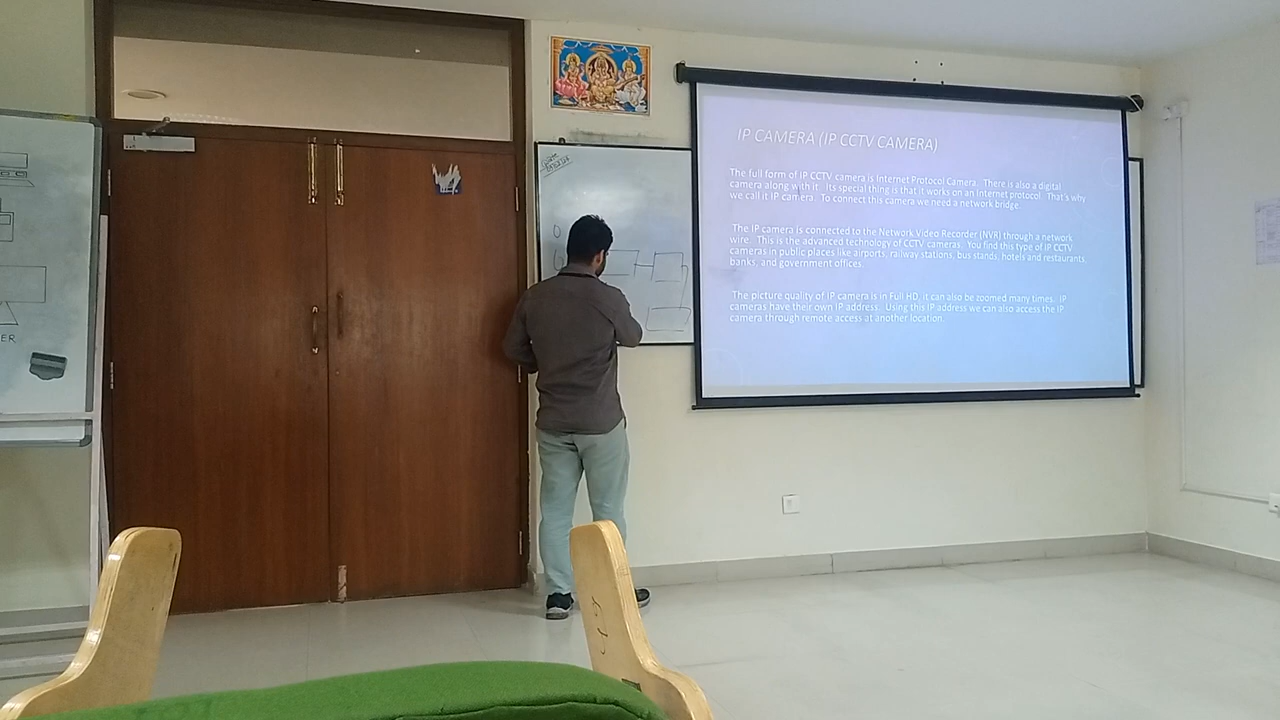 IP CAMERA (IP CCTV CAMERA)
The full form of IP CCTV camera is Internet Protocol Camera. There is also a digital
camera along with it. Its special thing is that it works on an Internet protocol. That's why
we call it IP camera. To connect this camera we need a network bridge.
The IP camera is connected to the Network Video Recorder (NVR) through a network
wire. This is the advanced technology of CCTV cameras. You find this type of IP CCTV
cameras in public places like airports, railway stations, bus stands, hotels and restaurants,
banks, and government offices.
The picture quality of IP camera is in Full HD, it can also be zoomed many times. IP
cameras have their own IP address. Using this IP address we can also access the IP
camera through remote access at another location.
ER